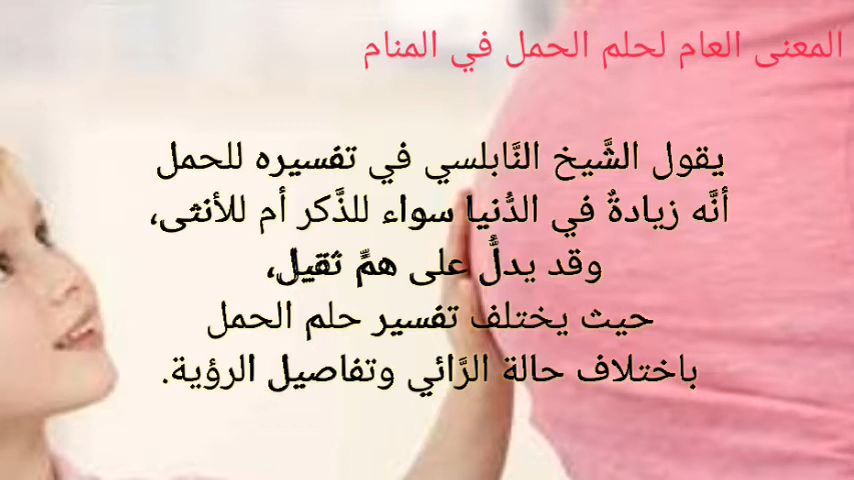 المعنى العام لحلم الحمل في المنام
يقول الشَّيخ النَّابلسي في تفسيره للحمل
أنَّه زيادةٌ في الدُّنيا سواء للذَّكر أم للأنثى،
وقد يدلُّ على همٍّ ثقيل،
حيث يختلف تفسير حلم الحمل
باختلاف حالة الرَّائي وتفاصيل الرؤية.